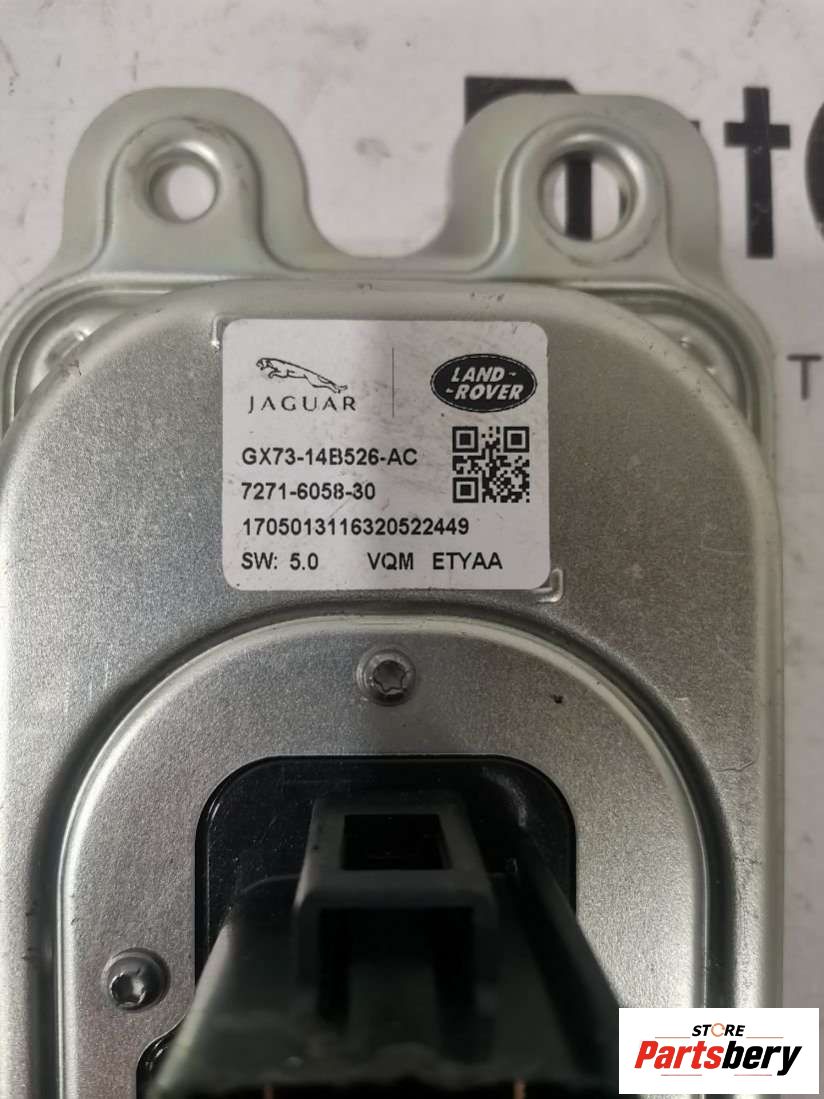 JAGUAR
LAND-
-ROVER
GX73-14B526-AC
7271-6058-30
1705013116320522449
SW: 5.0 VQM ETYAA
T
STORE
Partsbery